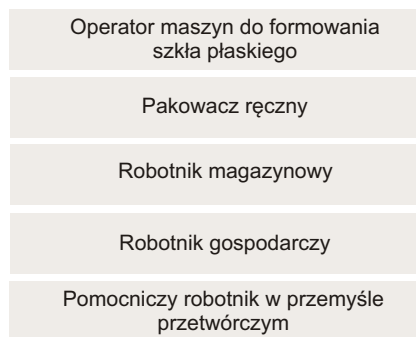 Operator maszyn do formowania
szkła płaskiego
Pakowacz ręczny
Robotnik magazynowy
Robotnik gospodarczy
Pomocniczy robotnik w przemyśle
przetwórczym